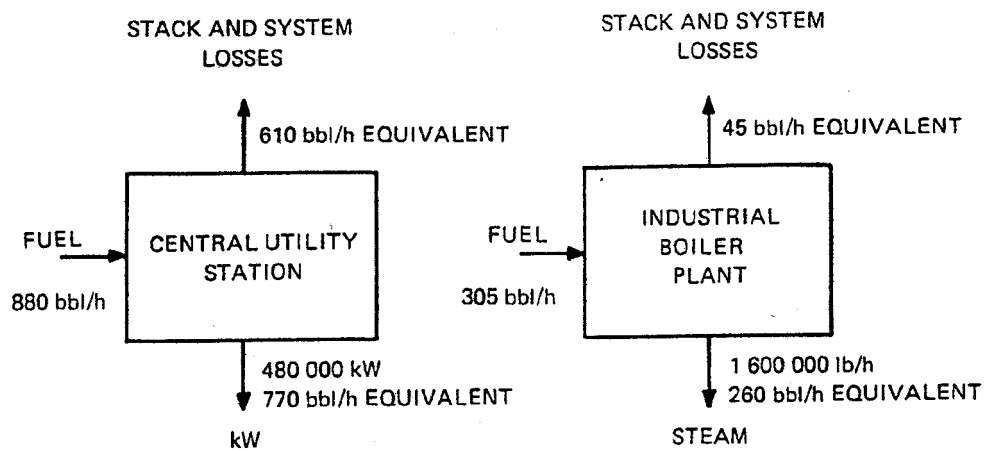 STACK AND SYSTEM
LOSSES
610 bbl/h EQUIVALENT
FUEL
880 bbl/h
CENTRAL UTILITY
STATION
480 000 kW
770 bbl/h EQUIVALENT
kW
STACK AND SYSTEM
LOSSES
45 bbl/h EQUIVALENT
FUEL
305 bbl/h
INDUSTRIAL
BOILER
PLANT
1 600 000 lb/h
260 bbl/h EQUIVALENT
STEAM